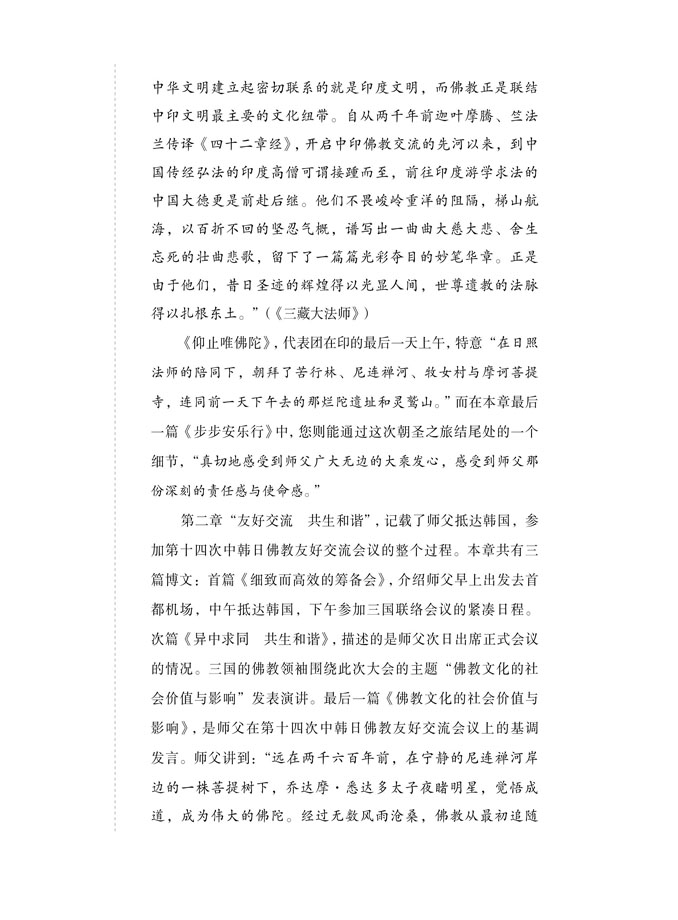 中华文明建立起密切联系的就是印度文明，而佛教正是联结
中印文明最主要的文化纽带。自从两千年前迦叶摩腾、竺法
兰传译《四十二章经》，开启中印佛教交流的先河以来，到中
国传经弘法的印度高僧可谓接踵而至，前往印度游学求法的
中国大德更是前赴后继。他们不畏峻岭重洋的阻隔，梯山航
海，以百折不回的坚忍气概，谱写出一曲曲大慈大悲、舍生
忘死的壮曲悲歌，留下了一篇篇光彩夺目的妙笔华章。正是
由于他们，昔日圣迹的辉煌得以光显人间，世尊遗教的法脉
得以扎根东土。”（《三藏大法师》）
《仰止唯佛陀》，代表团在印的最后一天上午，特意“在日照
法师的陪同下，朝拜了苦行林、尼连禅河、牧女村与摩诃菩提
寺，连同前一天下午去的那烂陀遗址和灵鹫山。”而在本章最后
一篇《步步安乐行》中，您则能通过这次朝圣之旅结尾处的一个
细节，“真切地感受到师父广大无边的大乘发心，感受到师父那
份深刻的责任感与使命感。”
第二章“友好交流　共生和谐”，记载了师父抵达韩国，参
加第十四次中韩日佛教友好交流会议的整个过程。本章共有三
篇博文：首篇《细致而高效的筹备会》，介绍师父早上出发去首
都机场，中午抵达韩国，下午参加三国联络会议的紧凑日程。
次篇《异中求同　共生和谐》，描述的是师父次日出席正式会议
的情况。三国的佛教领袖围绕此次大会的主题“佛教文化的社
会价值与影响”发表演讲。最后一篇《佛教文化的社会价值与
影响》，是师父在第十四次中韩日佛教友好交流会议上的基调
发言。师父讲到：“远在两千六百年前，在宁静的尼连禅河岸
边的一株菩提树下，乔达摩·悉达多太子夜睹明星，觉悟成
道，成为伟大的佛陀。经过无数风雨沧桑，佛教从最初追随